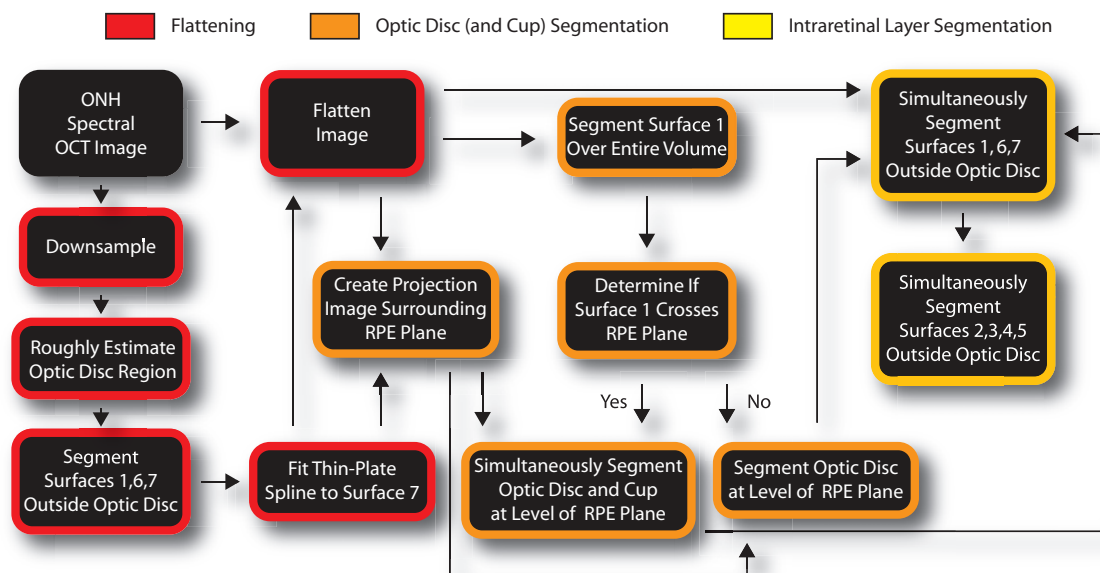 Flattening
Optic Disc (and Cup) Segmentation
Intraretinal Layer Segmentation
ONH
Spectral
OCT Image
Flatten
Image
Segment Surface 1
Over Entire Volume
Simultaneously
Segment
Surfaces 1,6,7
Outside Optic Disc
Downsample
Create Projection
Image Surrounding
RPE Plane
Determine If
Surface 1 Crosses
RPE Plane
Simultaneously
Segment
Surfaces 2,3,4,5
Outside Optic Disc
Roughly Estimate
Optic Disc Region
Yes
No
Segment
Surfaces 1,6,7
Outside Optic Disc
Fit Thin-Plate
Spline to Surface 7
Simultaneously Segment
Optic Disc and Cup
at Level of RPE Plane
Segment Optic Disc
at Level of RPE Plane